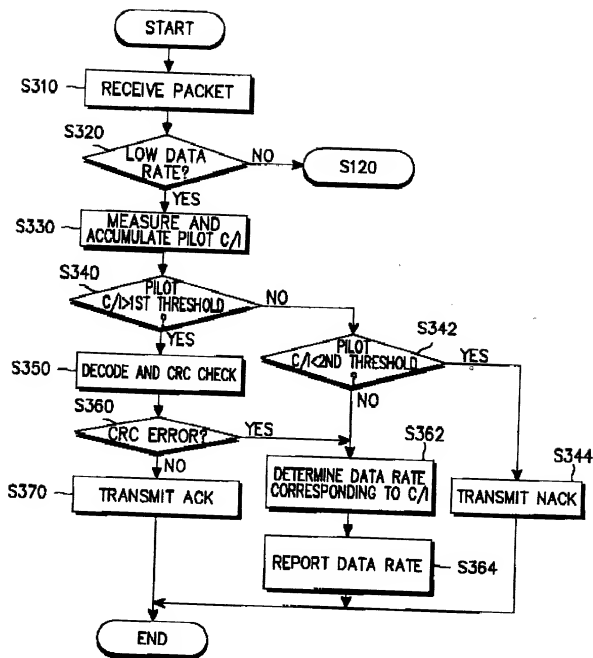 START
S310
RECEIVE PACKET
S320
LOW DATA
RATE?
NO
S120
YES
S330
MEASURE AND
ACCUMULATE PILOT C/I
S340
PILOT
C/I>1ST THRESHOLD
?
NO
YES
S342
PILOT
C/I<2ND THRESHOLD
?
YES
NO
S350
DECODE AND CRC CHECK
S360
CRC ERROR?
YES
NO
S362
DETERMINE DATA RATE
CORRESPONDING TO C/I
S344
TRANSMIT NACK
S370
TRANSMIT ACK
REPORT DATA RATE
S364
END